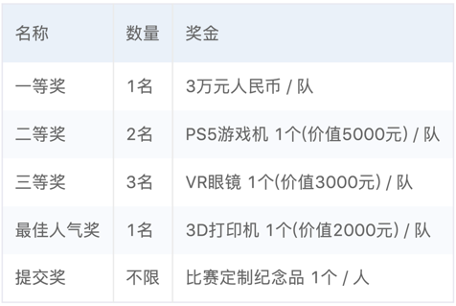 名称 数量 奖金
一等奖 1名 3万元人民币 / 队
二等奖 2名 PS5游戏机 1个(价值5000元) / 队
三等奖 3名 VR眼镜 1个(价值3000元) / 队
最佳人气奖 1名 3D打印机 1个(价值2000元) / 队
提交奖 不限 比赛定制纪念品 1个 / 人